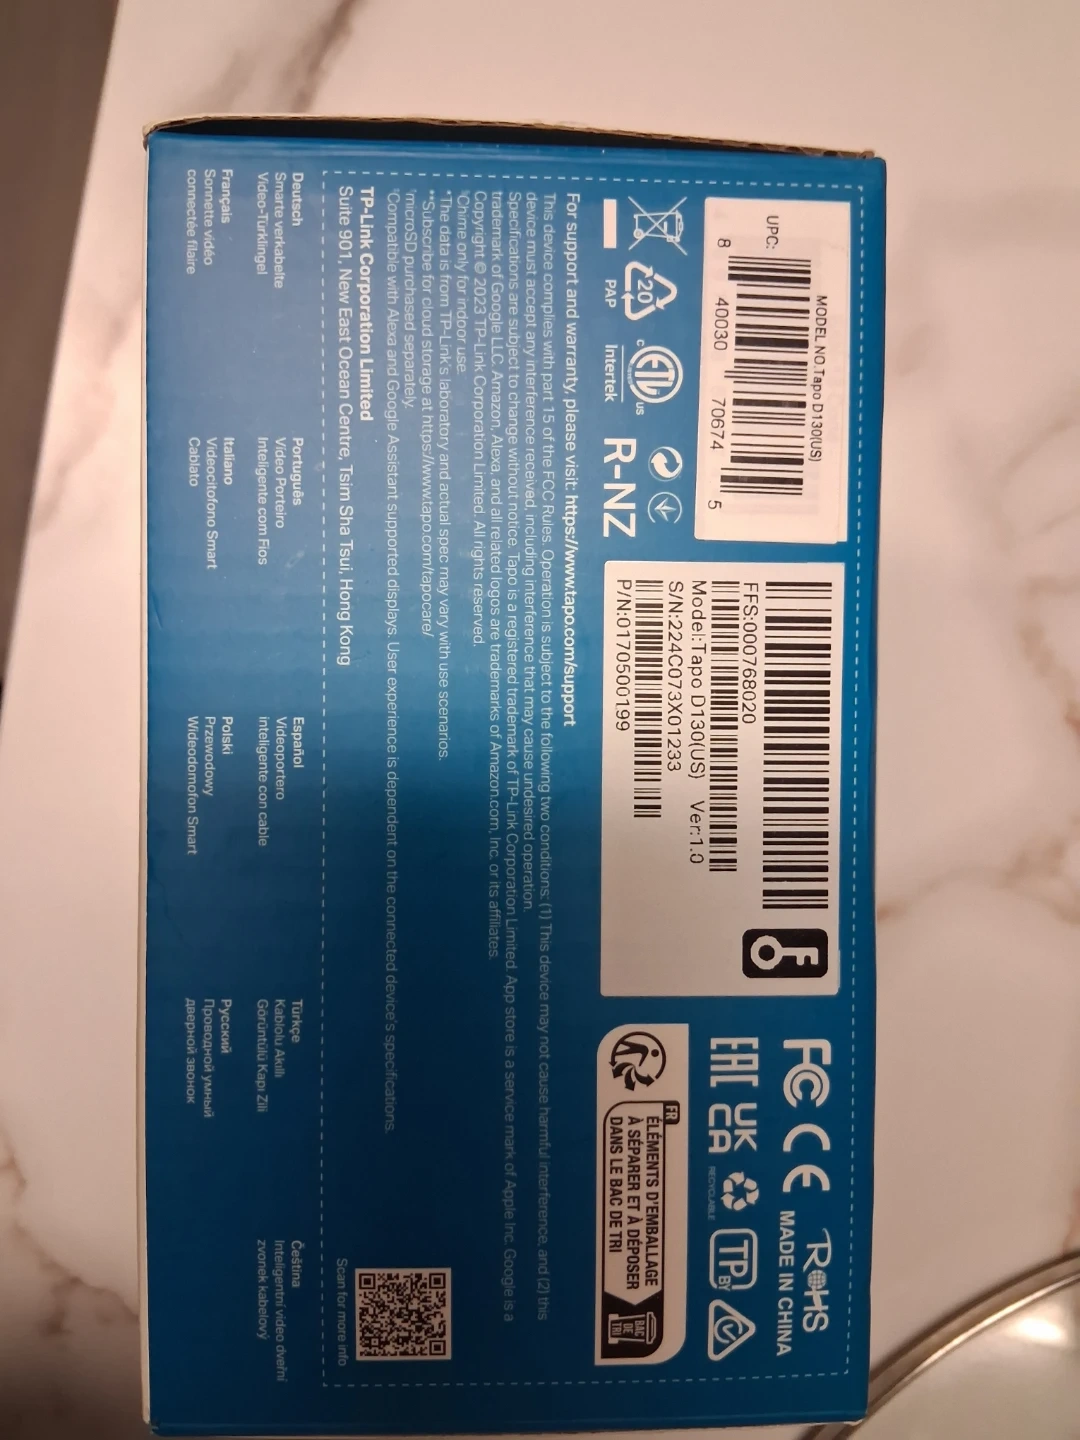 MODEL NO.Tapo D130(US)
UPC:
8 40030 70674 5
FFS:000768020
Model:Tapo D130(US) Ver:1.0
S/N:224C073X01233
P/N:0170500199
FC CE RoHS
MADE IN CHINA
EAC UK CA
RECYCLABLE
TP BY
20
PAP
c ETL us
Intertek
R-NZ
FR
ÉLÉMENTS D'EMBALLAGE
À SÉPARER ET À DÉPOSER
DANS LE BAC DE TRI
BAC DE TRI
For support and warranty, please visit: https://www.tapo.com/support
This device complies with part 15 of the FCC Rules. Operation is subject to the following two conditions: (1) This device may not cause harmful interference, and (2) this
device must accept any interference received, including interference that may cause undesired operation.
Specifications are subject to change without notice. Tapo is a registered trademark of TP-Link Corporation Limited. App store is a service mark of Apple Inc. Google is a
trademark of Google LLC. Amazon, Alexa, and all related logos are trademarks of Amazon.com, Inc. or its affiliates.
Copyright © 2023 TP-Link Corporation Limited. All rights reserved.
Chime only for indoor use.
*The data is from TP-Link's laboratory and actual spec may vary with use scenarios.
**Subscribe for cloud storage at https://www.tapo.com/tapocare/
microSD purchased separately.
Compatible with Alexa and Google Assistant supported displays. User experience is dependent on the connected device's specifications.
TP-Link Corporation Limited
Suite 901, New East Ocean Centre, Tsim Sha Tsui, Hong Kong
Scan for more info
Deutsch
Smarte verkabelte
Video-Türklingel
Português
Vídeo Porteiro
Inteligente com Fios
Español
Videoportero
inteligente con cable
Türkçe
Kablolu Akıllı
Görüntülü Kapı Zili
Čeština
Inteligentní video dveřní
zvonek kabelový
Français
Sonnette vidéo
connectée filaire
Italiano
Videocitofono Smart
Cablato
Polski
Przewodowy
Wideodomofon Smart
Русский
Проводной умный
дверной звонок